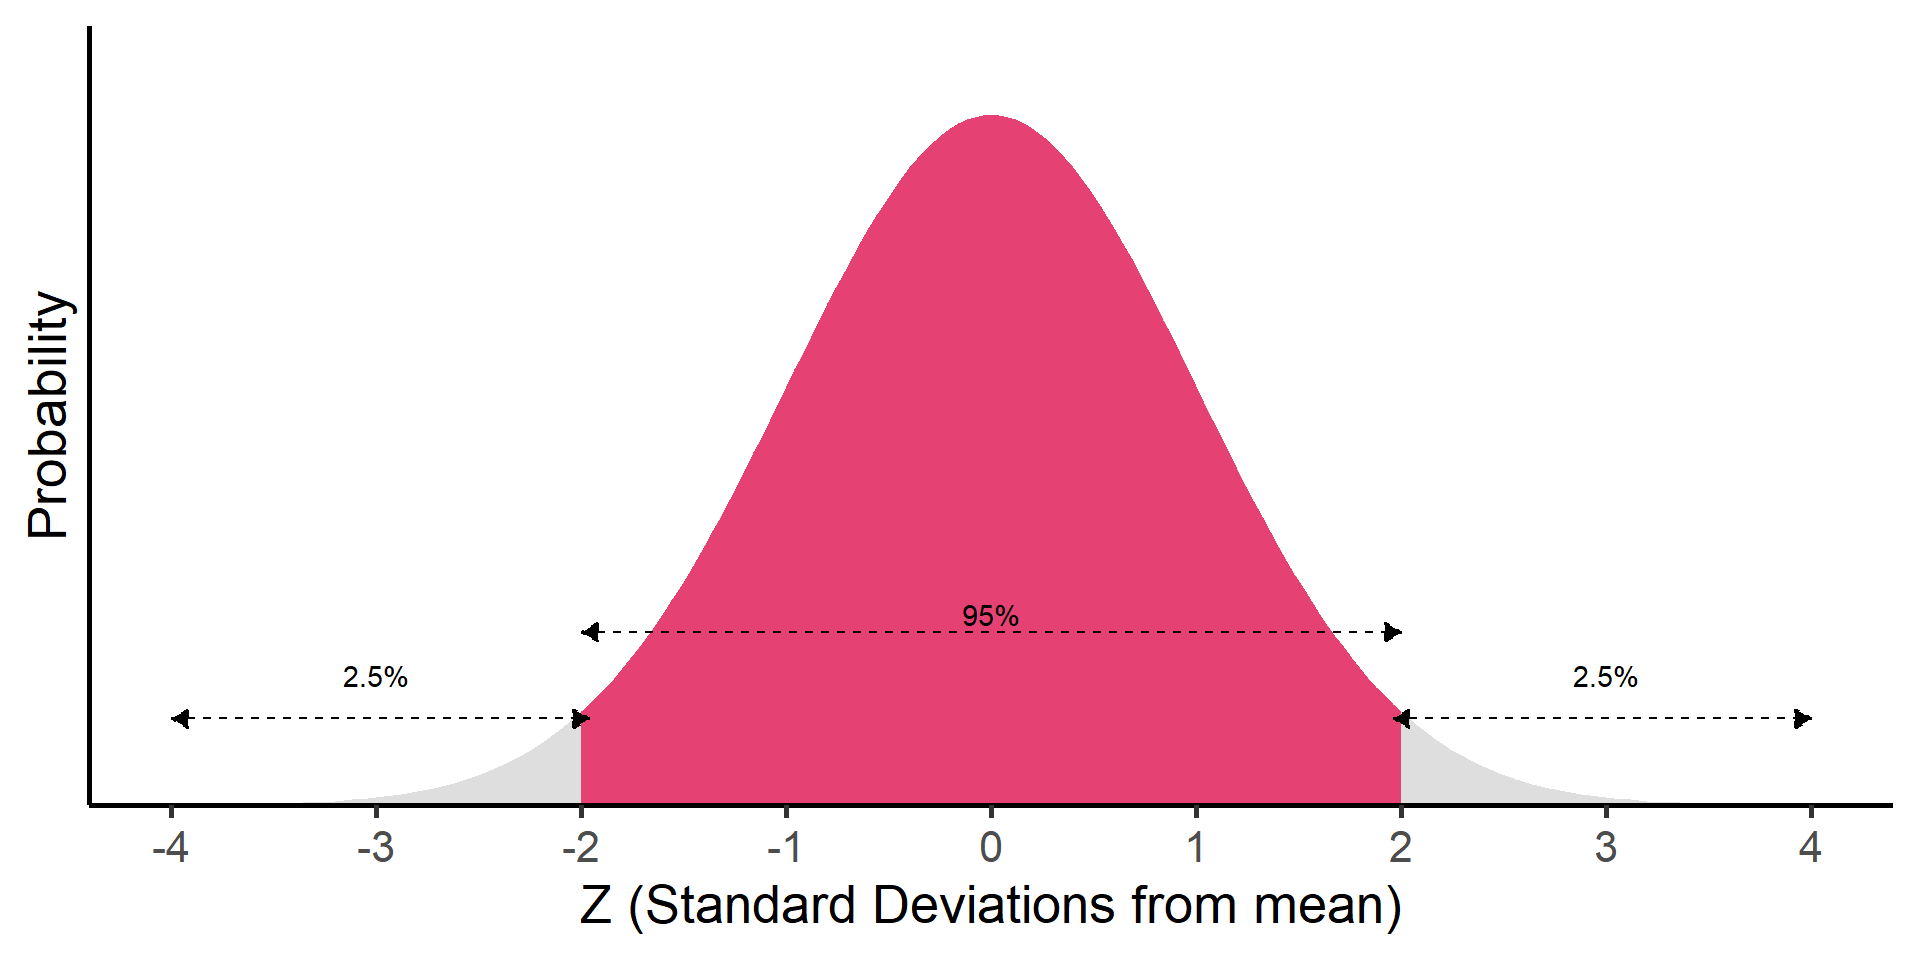 Probability
95%
2.5%
2.5%
-4 -3 -2 -1 0 1 2 3 4
Z (Standard Deviations from mean)